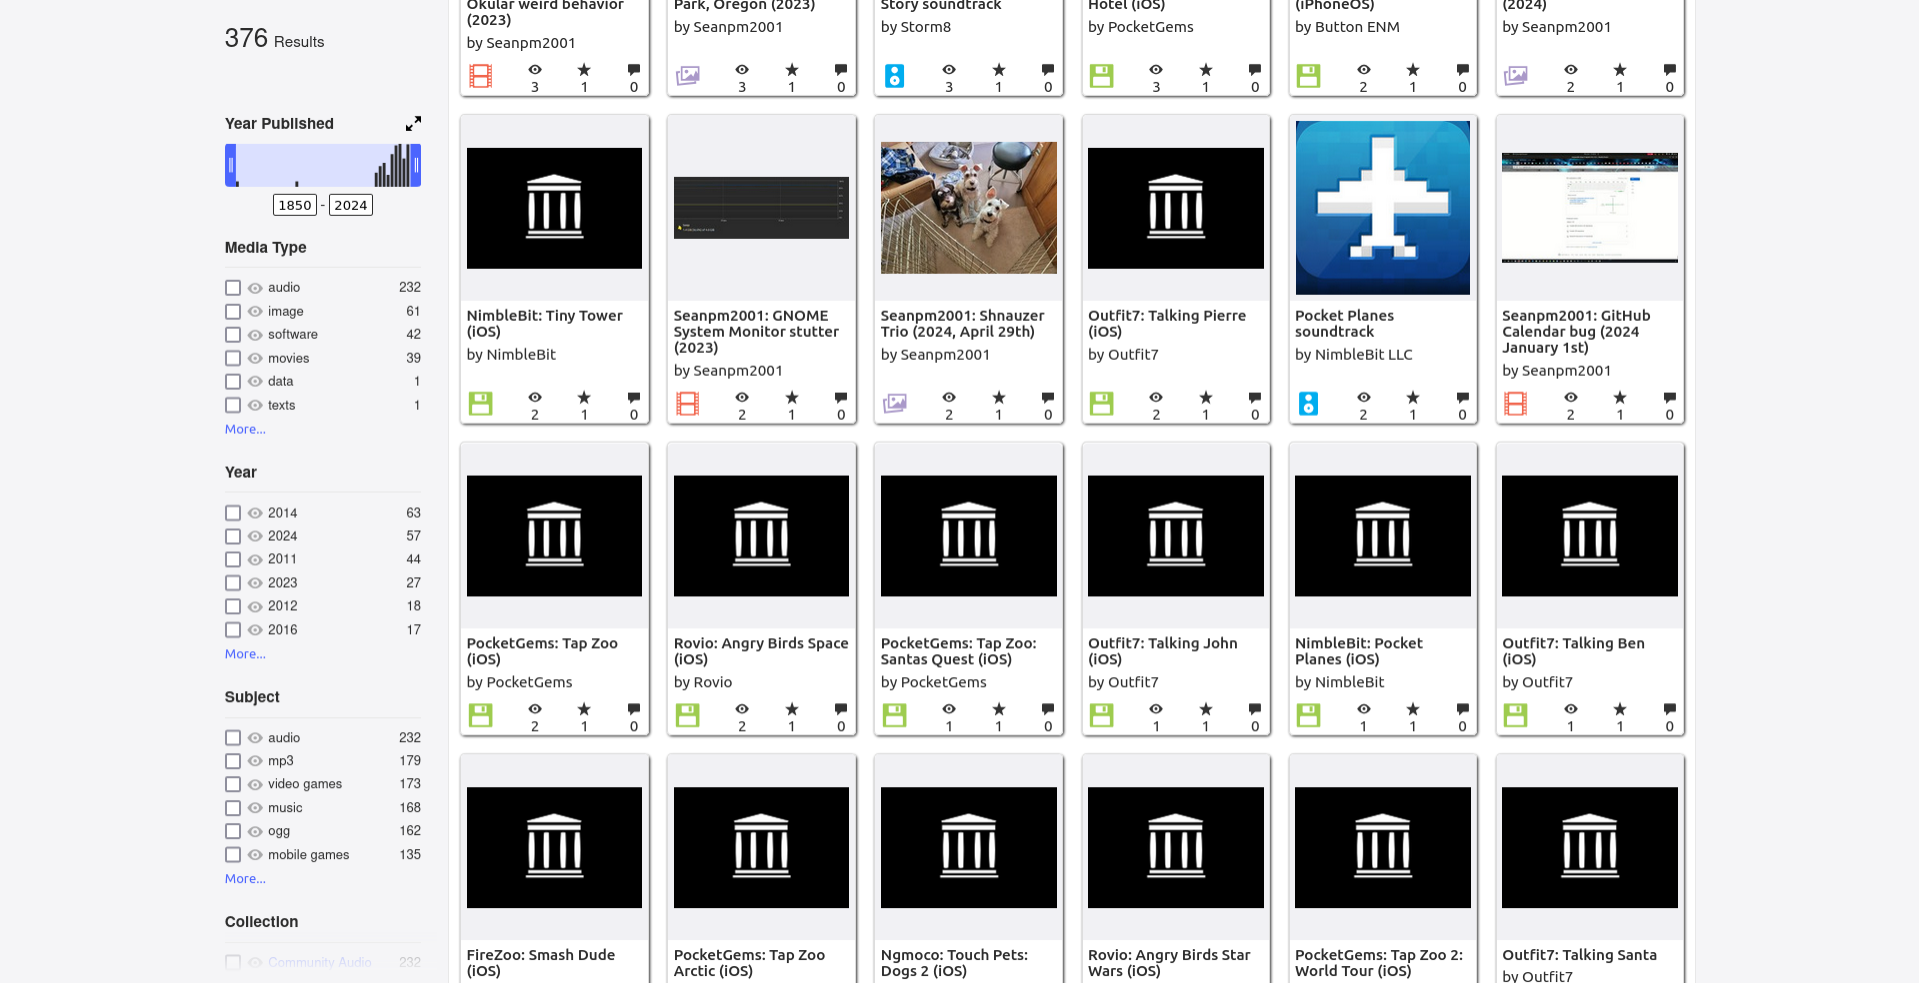 376 Results
Year Published
1850 - 2024
Media Type
audio 232
image 61
software 42
movies 39
data 1
texts 1
More...
Year
2014 63
2024 57
2011 44
2023 27
2012 18
2016 17
More...
Subject
audio 232
mp3 179
video games 173
music 168
ogg 162
mobile games 135
More...
Collection
Community Audio 232
Okular weird behavior
(2023)
by Seanpm2001
3 1 0
Park, Oregon (2023)
by Seanpm2001
3 1 0
Story soundtrack
by Storm8
3 1 0
Hotel (iOS)
by PocketGems
3 1 0
(iPhoneOS)
by Button ENM
2 1 0
(2024)
by Seanpm2001
2 1 0
NimbleBit: Tiny Tower
(iOS)
by NimbleBit
2 1 0
Seanpm2001: GNOME
System Monitor stutter
(2023)
by Seanpm2001
2 1 0
Seanpm2001: Shnauzer
Trio (2024, April 29th)
by Seanpm2001
2 1 0
Outfit7: Talking Pierre
(iOS)
by Outfit7
2 1 0
Pocket Planes
soundtrack
by NimbleBit LLC
2 1 0
Seanpm2001: GitHub
Calendar bug (2024
January 1st)
by Seanpm2001
2 1 0
PocketGems: Tap Zoo
(iOS)
by PocketGems
2 1 0
Rovio: Angry Birds Space
(iOS)
by Rovio
2 1 0
PocketGems: Tap Zoo:
Santas Quest (iOS)
by PocketGems
1 1 0
Outfit7: Talking John
(iOS)
by Outfit7
1 1 0
NimbleBit: Pocket
Planes (iOS)
by NimbleBit
1 1 0
Outfit7: Talking Ben
(iOS)
by Outfit7
1 1 0
FireZoo: Smash Dude
(iOS)
PocketGems: Tap Zoo
Arctic (iOS)
Ngmoco: Touch Pets:
Dogs 2 (iOS)
Rovio: Angry Birds Star
Wars (iOS)
PocketGems: Tap Zoo 2:
World Tour (iOS)
Outfit7: Talking Santa
by Outfit7